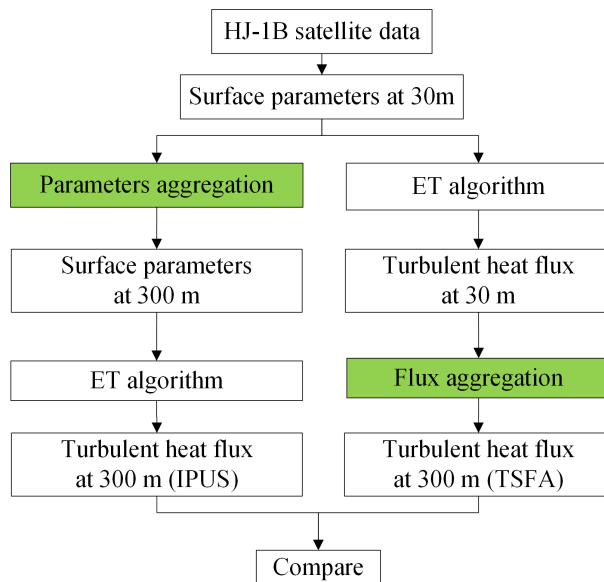 HJ-1B satellite data
Surface parameters at 30m
Parameters aggregation
ET algorithm
Surface parameters
at 300 m
Turbulent heat flux
at 30 m
ET algorithm
Flux aggregation
Turbulent heat flux
at 300 m (IPUS)
Turbulent heat flux
at 300 m (TSFA)
Compare